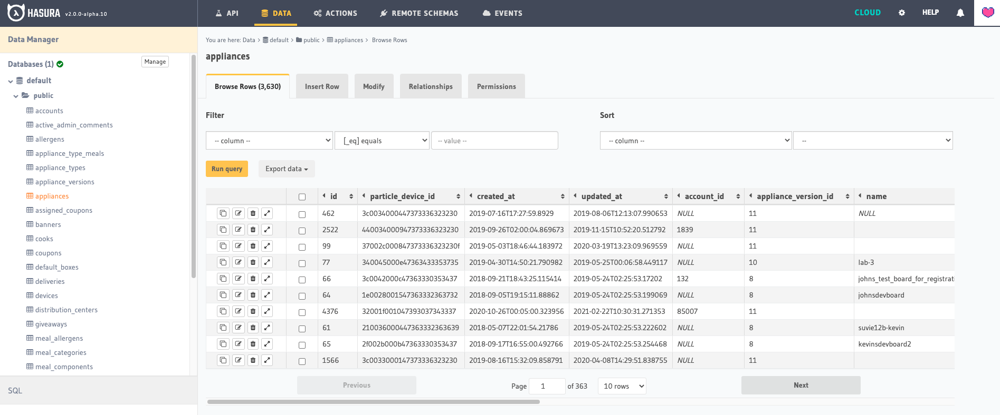 HASURA v2.0.0-alpha.10
API DATA ACTIONS REMOTE SCHEMAS EVENTS CLOUD HELP
Data Manager
Databases (1) Manage
default
public
accounts
active_admin_comments
allergens
appliance_type_meals
appliance_types
appliance_versions
appliances
assigned_coupons
banners
cooks
coupons
default_boxes
deliveries
devices
distribution_centers
giveaways
meal_allergens
meal_categories
meal_components
SQL
You are here: Data > default > public > appliances > Browse Rows
appliances
Browse Rows (3,630) Insert Row Modify Relationships Permissions
Filter Sort
-- column -- [_eq] equals -- value -- -- column -- --
Run query Export data
id particle_device_id created_at updated_at account_id appliance_version_id name
462 3c0034000447373336323230 2019-07-16T17:27:59.8929 2019-08-06T12:13:07.990653 NULL 11 NULL
2522 440034000947373336323230 2019-09-26T02:00:04.869673 2019-11-15T10:52:20.512792 1839 11
99 37002c000847373336323230f 2019-05-03T18:46:44.183972 2020-03-19T13:23:09.969559 NULL 11
77 340045000e47363433353735 2019-04-30T14:50:21.790982 2019-05-25T00:06:58.449117 NULL 10 lab-3
66 3c0042000c47363330353437 2018-09-21T18:43:25.115414 2019-05-24T02:25:53.17202 132 8 johns_test_board_for_registrati
64 1e0028001547363332363732 2018-09-05T19:15:11.88862 2019-05-24T02:25:53.199069 NULL 8 johnsdevboard
4376 32001f001047393037343337 2020-10-26T00:05:00.323956 2021-02-22T10:30:31.271353 85007 11
61 210036000447363332363639 2018-05-07T22:01:54.21786 2019-05-24T02:25:53.222602 NULL 8 suvie12b-kevin
65 2f002b000b47363330353437 2018-09-17T16:55:00.492766 2019-05-24T02:25:53.254468 NULL 8 kevinsdevboard2
1566 3c0033000147373336323230 2019-08-16T15:32:09.858791 2020-04-08T14:29:51.838755 NULL 11
Previous Page 1 of 363 10 rows Next